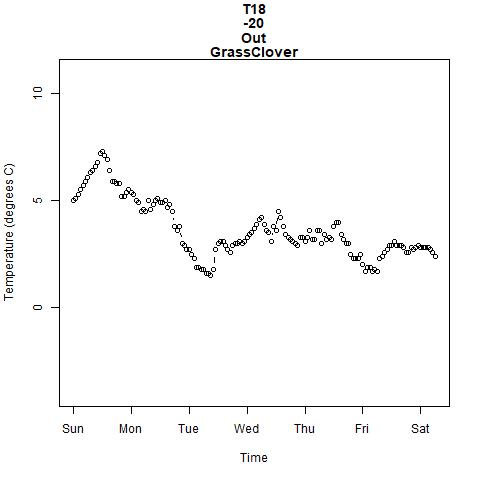 T18
-20
Out
GrassClover
Temperature (degrees C)
10
5
0
Sun Mon Tue Wed Thu Fri Sat
Time